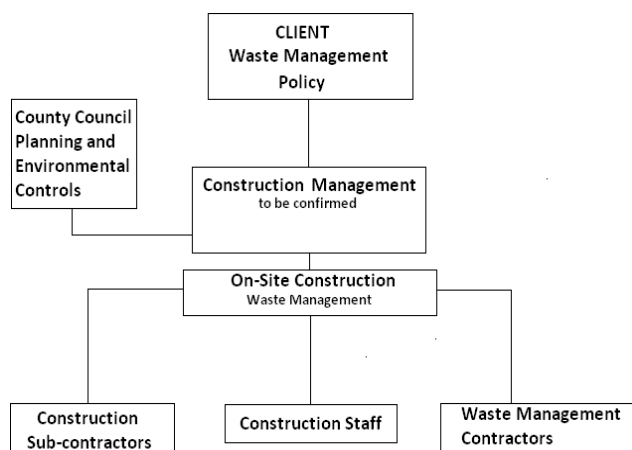 CLIENT
Waste Management
Policy
County Council
Planning and
Environmental
Controls
Construction Management
to be confirmed
On-Site Construction
Waste Management
Construction
Sub-contractors
Construction Staff
Waste Management
Contractors